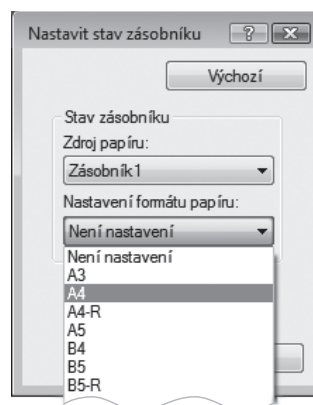 Nastavit stav zásobníku
?
Výchozí
Stav zásobníku
Zdroj papíru:
Zásobník1
Nastavení formátu papíru:
Není nastavení
Není nastavení
A3
A4
A4-R
A5
B4
B5
B5-R